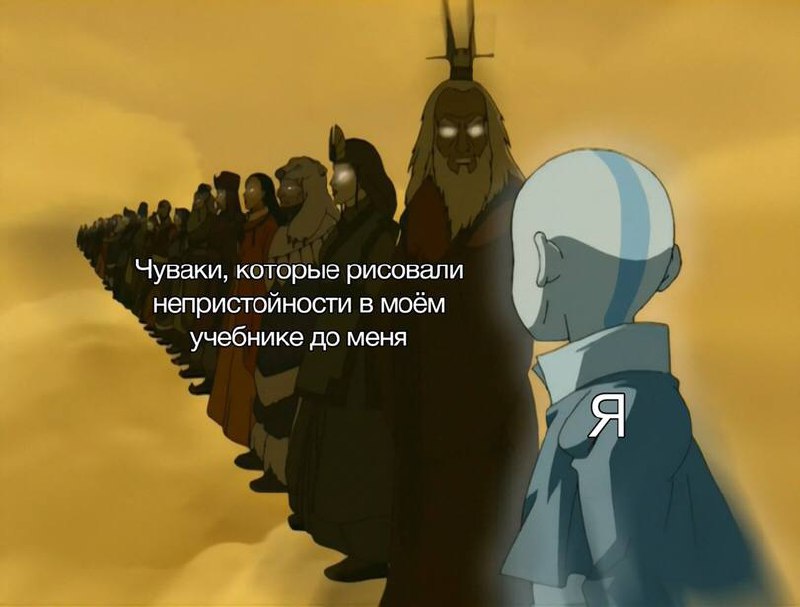 Чуваки, которые рисовали
непристойности в моём
учебнике до меня
Я